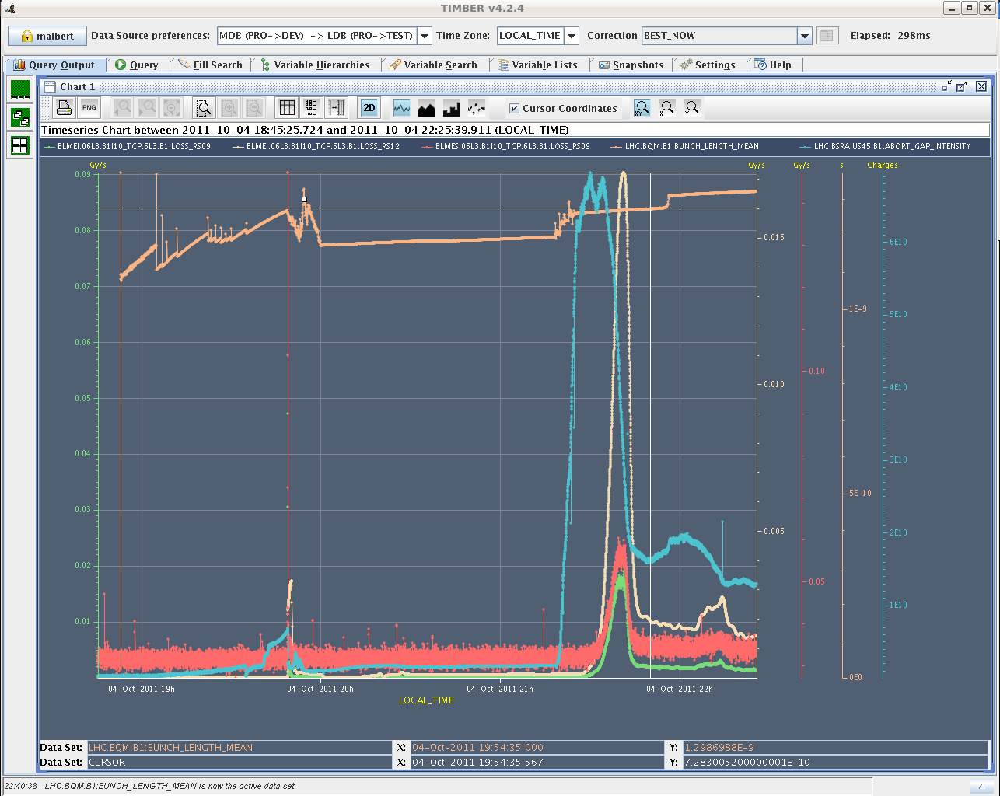 TIMBER v4.2.4
malbert Data Source preferences: MDB (PRO->DEV) -> LDB (PRO->TEST) Time Zone: LOCAL_TIME Correction BEST_NOW Elapsed: 298ms
Query Output Query Fill Search Variable Hierarchies Variable Search Variable Lists Snapshots Settings Help
Chart 1
PNG 2D Cursor Coordinates XY X Y
Timeseries Chart between 2011-10-04 18:45:25.724 and 2011-10-04 22:25:39.911 (LOCAL_TIME)
BLMEI.06L3.B1I10_TCP.6L3.B1:LOSS_RS09 BLMEI.06L3.B1I10_TCP.6L3.B1:LOSS_RS12 BLMES.06L3.B1I10_TCP.6L3.B1:LOSS_RS09 LHC.BQM.B1:BUNCH_LENGTH_MEAN LHC.BSRA.US45.B1:ABORT_GAP_INTENSITY
Gy/s Gy/s Gy/s s Charges
0.09
0.08 0.015 6E10
0.07 1E-9 5E10
0.06 0.10
0.05 0.010 4E10
0.04 3E10
0.03 5E-10
0.005 2E10
0.02 0.05
0.01 1E10
0E0
04-Oct-2011 19h 04-Oct-2011 20h 04-Oct-2011 21h 04-Oct-2011 22h
LOCAL_TIME
Data Set: LHC.BQM.B1:BUNCH_LENGTH_MEAN X: 04-Oct-2011 19:54:35.000 Y: 1.2986988E-9
Data Set: CURSOR X: 04-Oct-2011 19:54:35.567 Y: 7.283005200000001E-10
22:40:38 - LHC.BQM.B1:BUNCH_LENGTH_MEAN is now the active data set